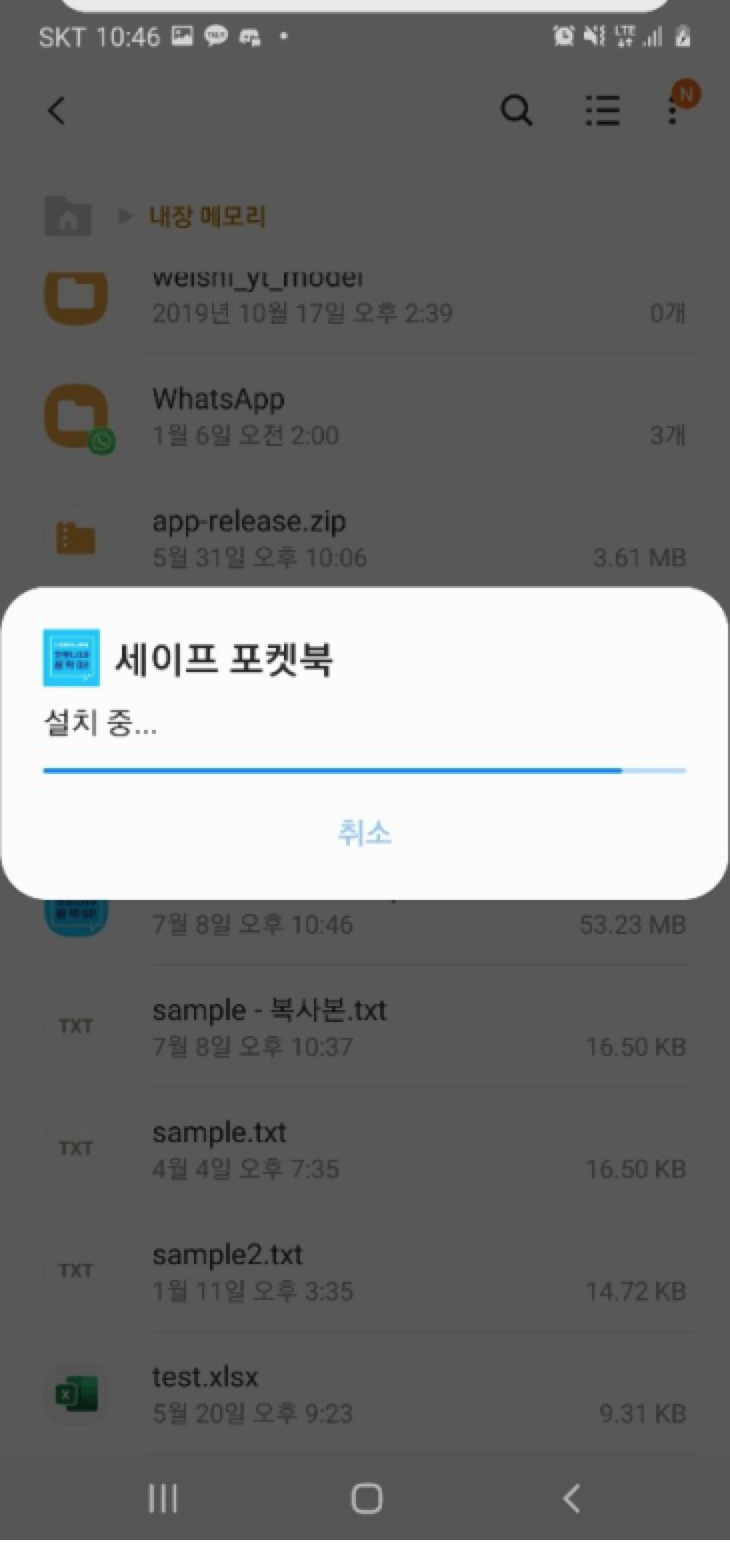 SKT 10:46
LTE
N
내장 메모리
weishi_yt_model
2019년 10월 17일 오후 2:39
0개
WhatsApp
1월 6일 오전 2:00
3개
app-release.zip
5월 31일 오후 10:06
3.61 MB
세이프 포켓북
설치 중...
취소
7월 8일 오후 10:46
53.23 MB
TXT
sample - 복사본.txt
7월 8일 오후 10:37
16.50 KB
TXT
sample.txt
4월 4일 오후 7:35
16.50 KB
TXT
sample2.txt
1월 11일 오후 3:35
14.72 KB
test.xlsx
5월 20일 오후 9:23
9.31 KB